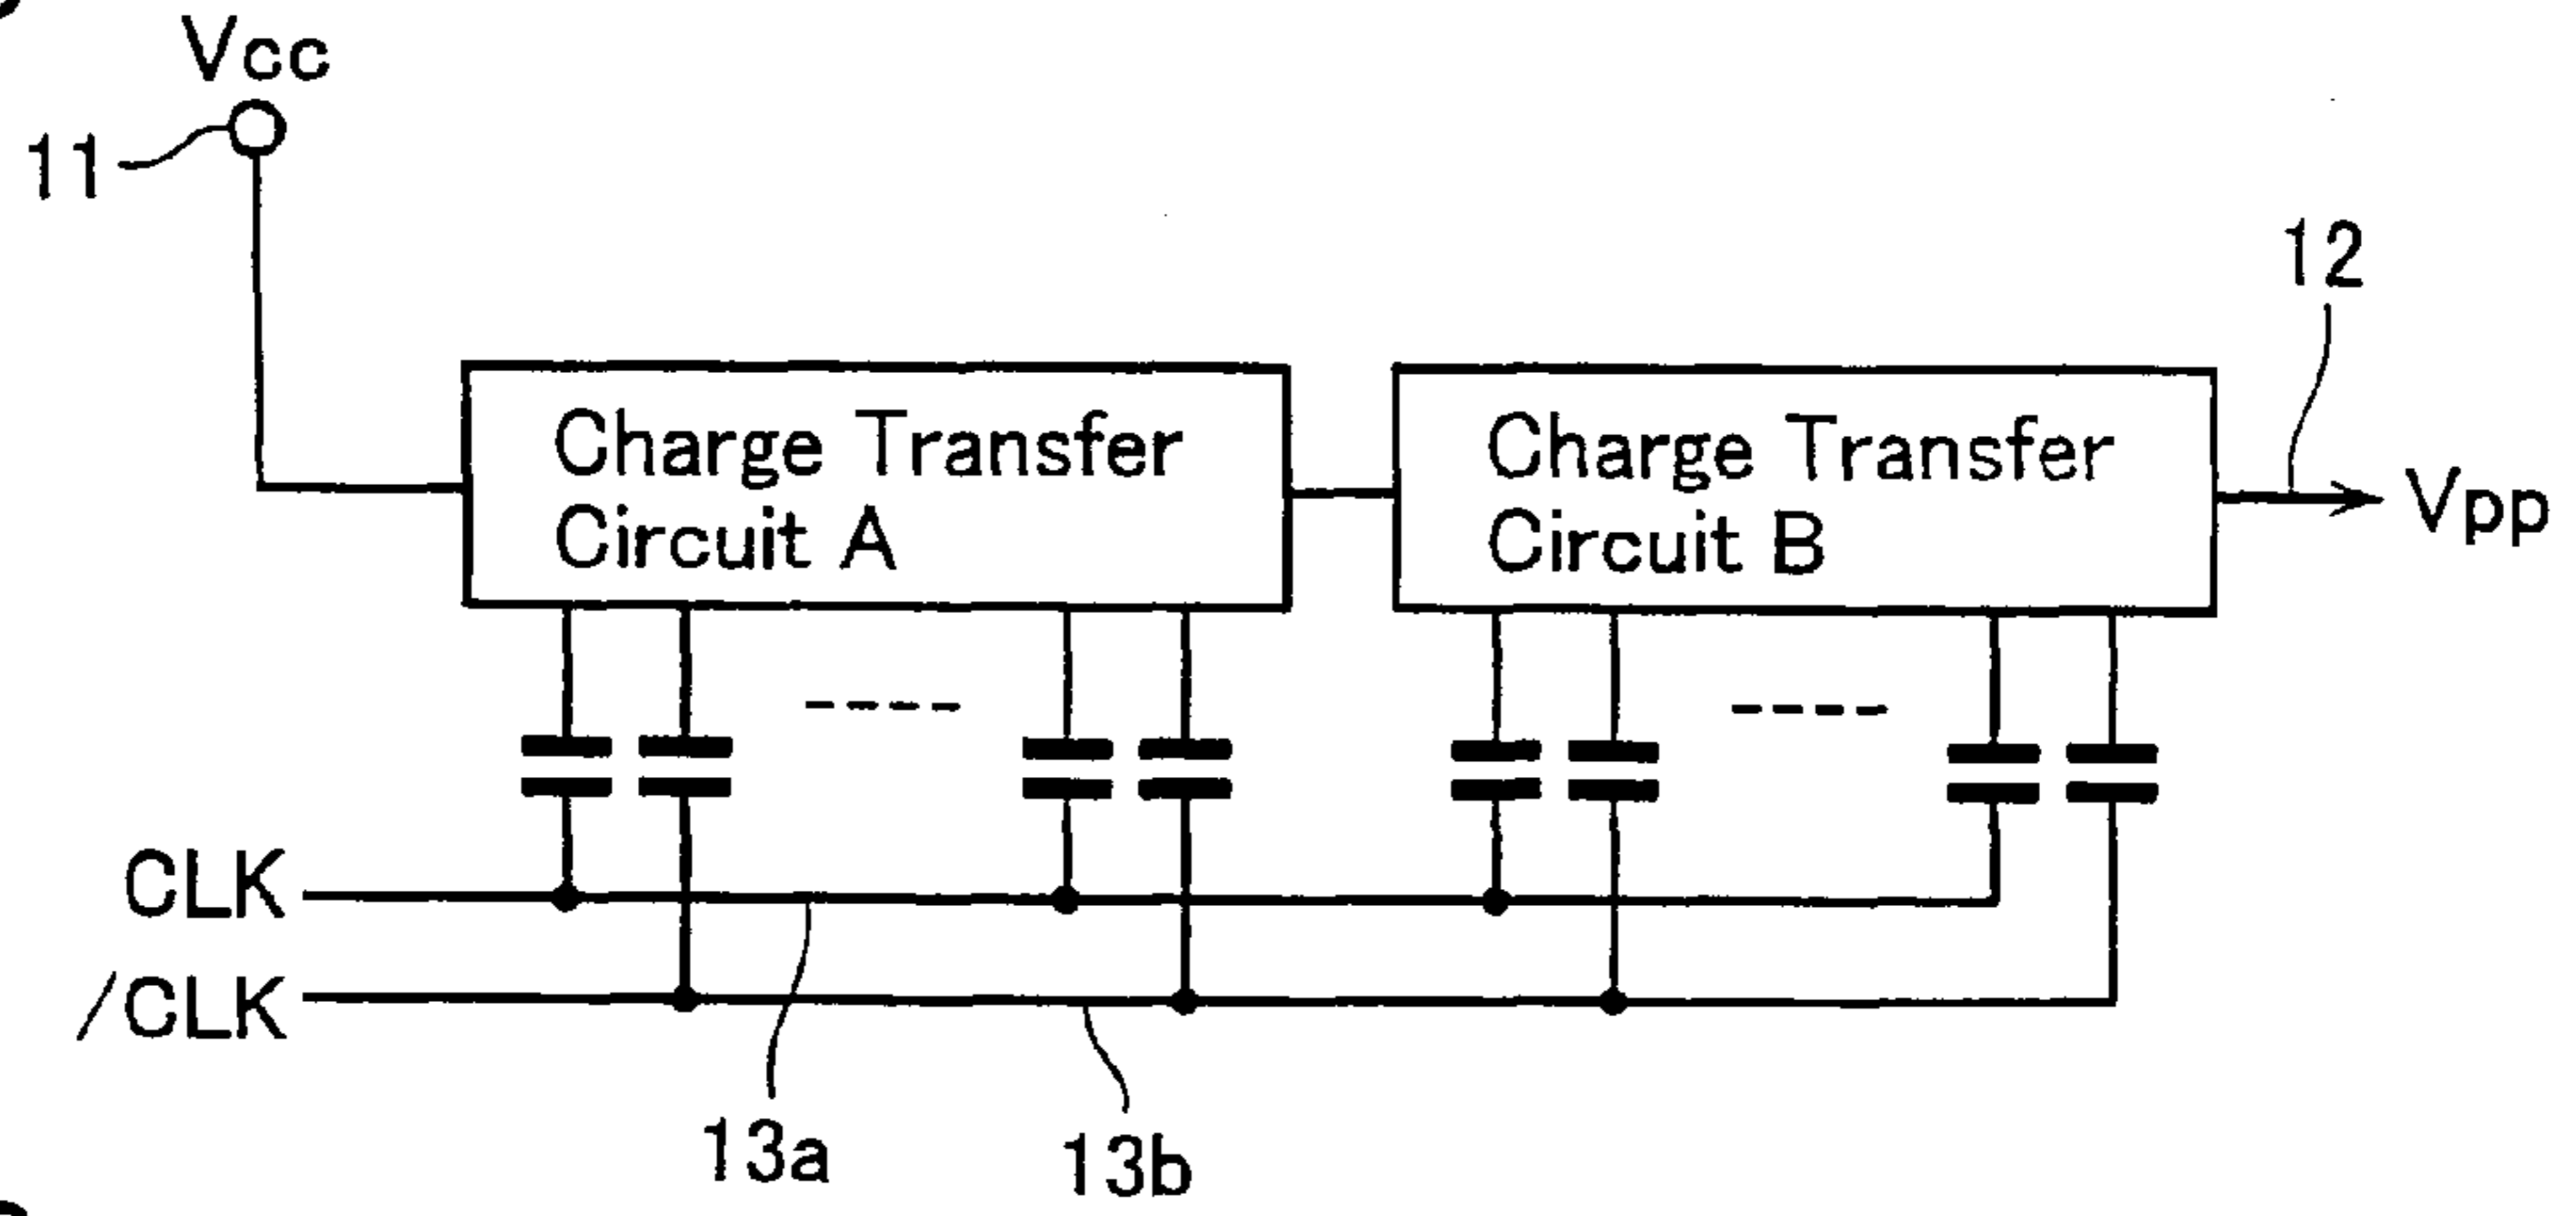 Vcc
11
12
Charge Transfer
Circuit A
Charge Transfer
Circuit B
Vpp
CLK
/CLK
13a
13b